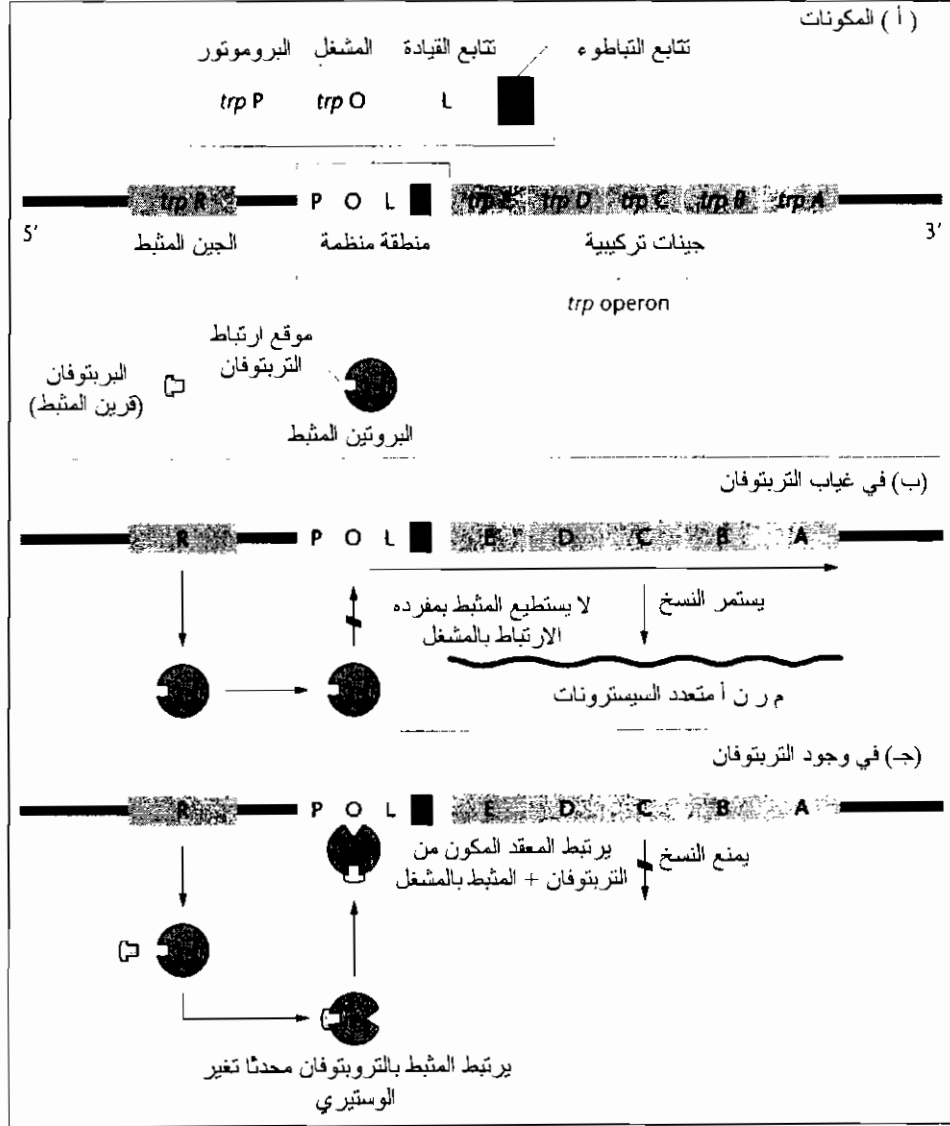 ( أ ) المكونات
تتابع التباطوء
تتابع القيادة
المشغل
البروموتور
trp P
trp O
L
trp R
P O L
trp E trp D trp C trp B trp A
5'
3'
الجين المثبط
منطقة منظمة
جينات تركيبية
trp operon
موقع ارتباط
التربتوفان
البربتوفان
(قرين المثبط)
البروتين المثبط
(ب) في غياب التربتوفان
R P O L E D C B A
لا يستطيع المثبط بمفرده
الارتباط بالمشغل
يستمر النسخ
م ر ن أ متعدد السيسترونات
(جـ) في وجود التربتوفان
R P O L E D C B A
يرتبط المعقد المكون من
التربتوفان + المثبط بالمشغل
يمنع النسخ
يرتبط المثبط بالتروبتوفان محدثا تغير
الوستيري